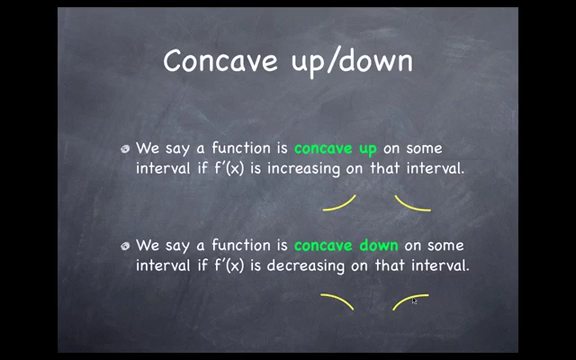 Concave up/down
We say a function is concave up on some
interval if f'(x) is increasing on that interval.
We say a function is concave down on some
interval if f'(x) is decreasing on that interval.